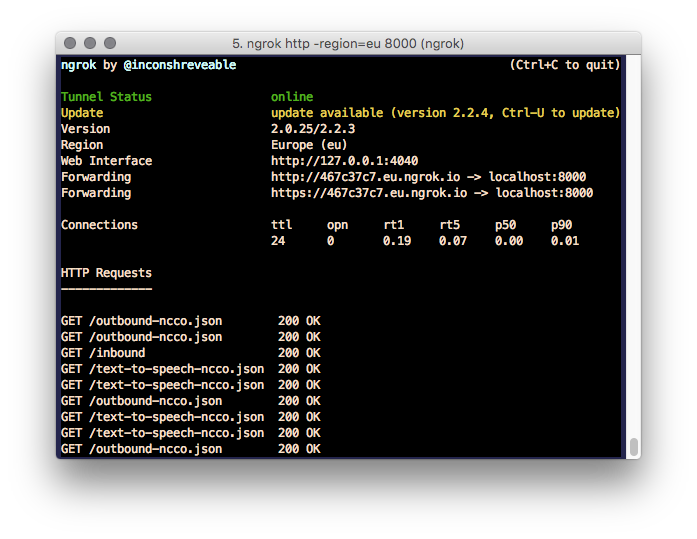 5. ngrok http -region=eu 8000 (ngrok)
ngrok by @inconshreveable (Ctrl+C to quit)
Tunnel Status online
Update update available (version 2.2.4, Ctrl-U to update)
Version 2.0.25/2.2.3
Region Europe (eu)
Web Interface http://127.0.0.1:4040
Forwarding http://467c37c7.eu.ngrok.io -> localhost:8000
Forwarding https://467c37c7.eu.ngrok.io -> localhost:8000
Connections ttl opn rt1 rt5 p50 p90
24 0 0.19 0.07 0.00 0.01
HTTP Requests
-------------
GET /outbound-ncco.json 200 OK
GET /outbound-ncco.json 200 OK
GET /inbound 200 OK
GET /text-to-speech-ncco.json 200 OK
GET /text-to-speech-ncco.json 200 OK
GET /outbound-ncco.json 200 OK
GET /text-to-speech-ncco.json 200 OK
GET /text-to-speech-ncco.json 200 OK
GET /outbound-ncco.json 200 OK